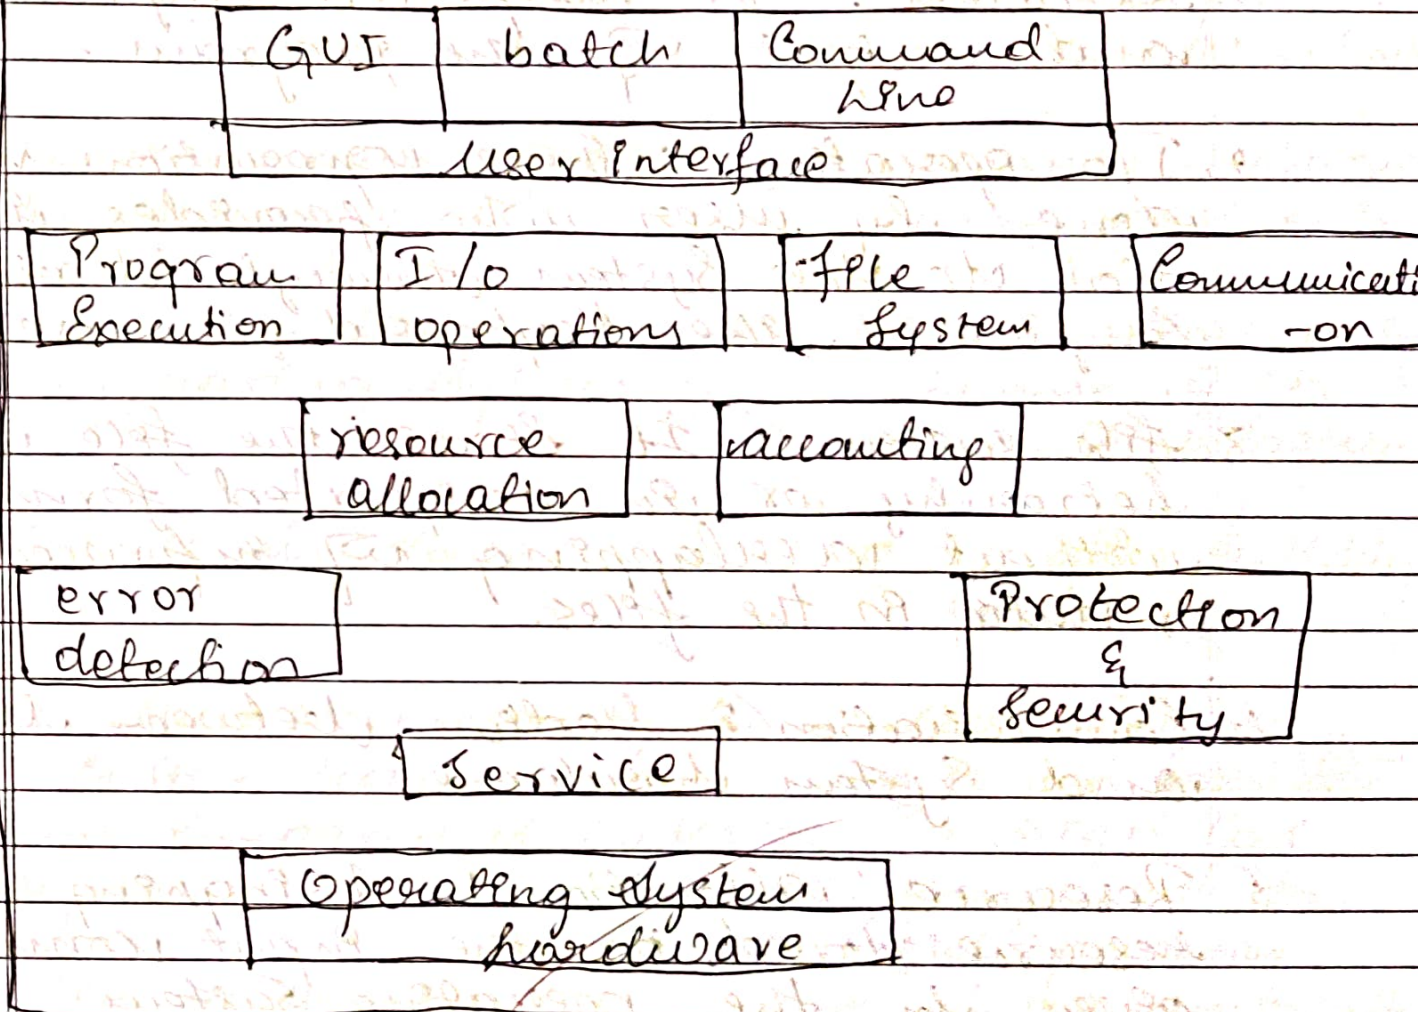 GUI batch Command
Line
User interface
Program I/O file Communicati
Execution operations System -on
resource accounting
allocation
error Protection
detection &
Security
Service
Operating System
hardware